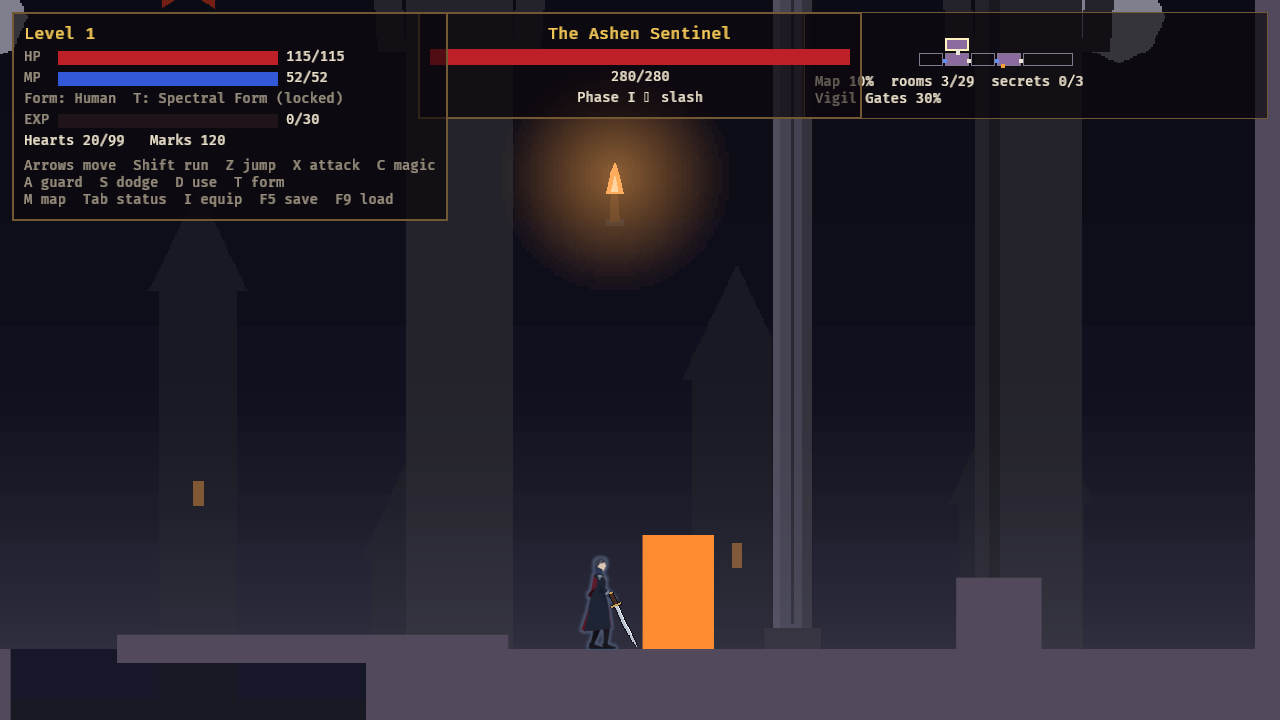 Level 1
HP 115/115
MP 52/52
Form: Human T: Spectral Form (locked)
EXP 0/30
Hearts 20/99 Marks 120
Arrows move Shift run Z jump X attack C magic
A guard S dodge D use T form
M map Tab status I equip F5 save F9 load
The Ashen Sentinel
280/280
Phase I ▯ slash
Map 10% rooms 3/29 secrets 0/3
Vigil Gates 30%